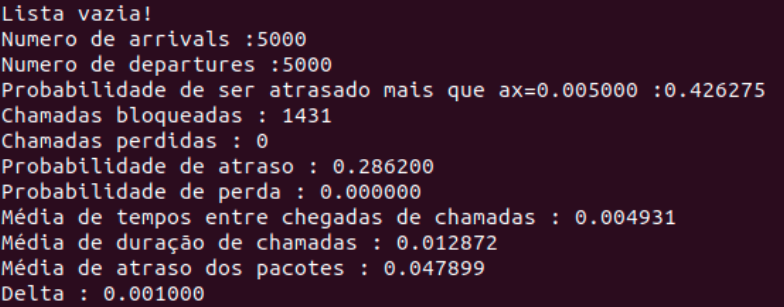 Lista vazia!
Numero de arrivals :5000
Numero de departures :5000
Probabilidade de ser atrasado mais que ax=0.005000 :0.426275
Chamadas bloqueadas : 1431
Chamadas perdidas : 0
Probabilidade de atraso : 0.286200
Probabilidade de perda : 0.000000
Média de tempos entre chegadas de chamadas : 0.004931
Média de duração de chamadas : 0.012872
Média de atraso dos pacotes : 0.047899
Delta : 0.001000